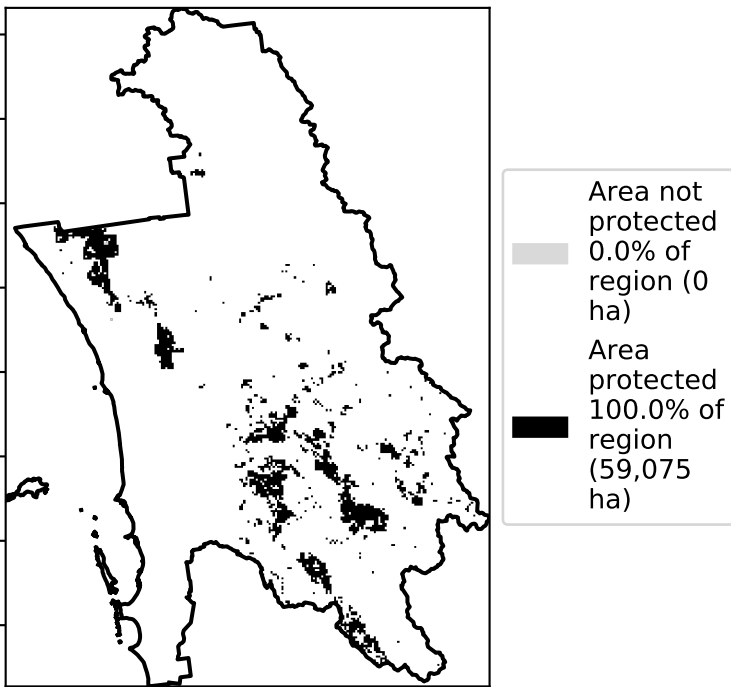 Area not
protected
0.0% of
region (0
ha)
Area
protected
100.0% of
region
(59,075
ha)